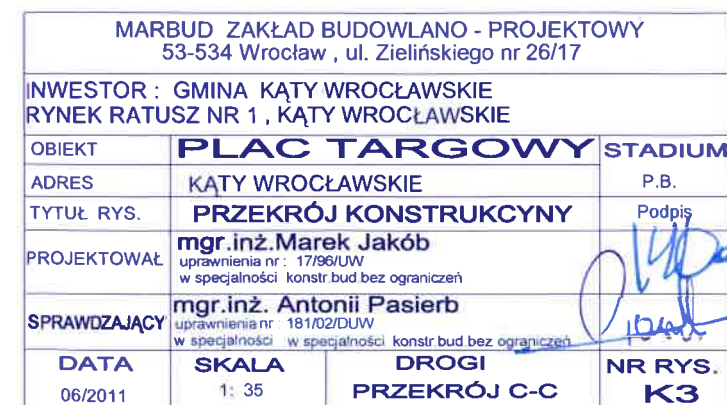 MARBUD ZAKŁAD BUDOWLANO - PROJEKTOWY
53-534 Wrocław , ul. Zielińskiego nr 26/17
INWESTOR : GMINA KĄTY WROCŁAWSKIE
RYNEK RATUSZ NR 1 , KĄTY WROCŁAWSKIE
OBIEKT PLAC TARGOWY STADIUM
ADRES KĄTY WROCŁAWSKIE P.B.
TYTUŁ RYS. PRZEKRÓJ KONSTRUKCYNY Podpis
PROJEKTOWAŁ mgr.inż.Marek Jakób
uprawnienia nr : 17/96/UW
w specjalności konstr.bud.bez ograniczeń
SPRAWDZAJĄCY mgr.inż. Antonii Pasierb
uprawnienia nr : 181/02/DUW
w specjalności w specjalności konstr.bud.bez ograniczeń
DATA SKALA DROGI NR RYS.
06/2011 1: 35 PRZEKRÓJ C-C K3